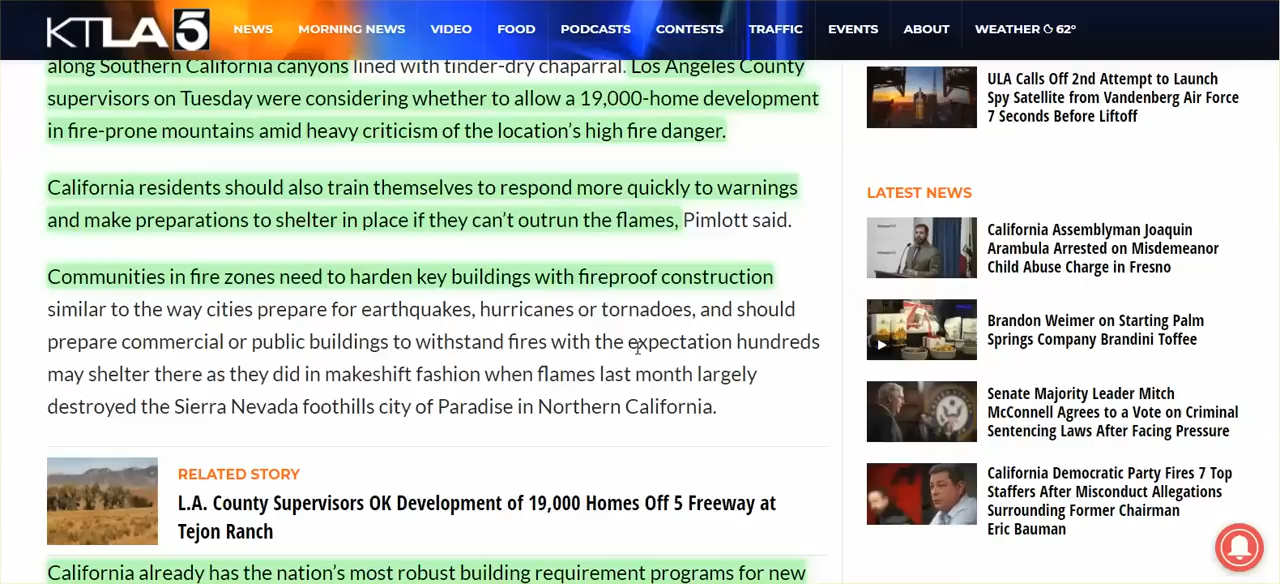 KTLA 5
NEWS MORNING NEWS VIDEO FOOD PODCASTS CONTESTS TRAFFIC EVENTS ABOUT WEATHER 62°
along Southern California canyons lined with tinder-dry chaparral. Los Angeles County
supervisors on Tuesday were considering whether to allow a 19,000-home development
in fire-prone mountains amid heavy criticism of the location's high fire danger.
California residents should also train themselves to respond more quickly to warnings
and make preparations to shelter in place if they can't outrun the flames, Pimlott said.
Communities in fire zones need to harden key buildings with fireproof construction
similar to the way cities prepare for earthquakes, hurricanes or tornadoes, and should
prepare commercial or public buildings to withstand fires with the expectation hundreds
may shelter there as they did in makeshift fashion when flames last month largely
destroyed the Sierra Nevada foothills city of Paradise in Northern California.
RELATED STORY
L.A. County Supervisors OK Development of 19,000 Homes Off 5 Freeway at
Tejon Ranch
California already has the nation's most robust building requirement programs for new
ULA Calls Off 2nd Attempt to Launch
Spy Satellite from Vandenberg Air Force
7 Seconds Before Liftoff
LATEST NEWS
California Assemblyman Joaquin
Arambula Arrested on Misdemeanor
Child Abuse Charge in Fresno
Brandon Weimer on Starting Palm
Springs Company Brandini Toffee
Senate Majority Leader Mitch
McConnell Agrees to a Vote on Criminal
Sentencing Laws After Facing Pressure
California Democratic Party Fires 7 Top
Staffers After Misconduct Allegations
Surrounding Former Chairman
Eric Bauman